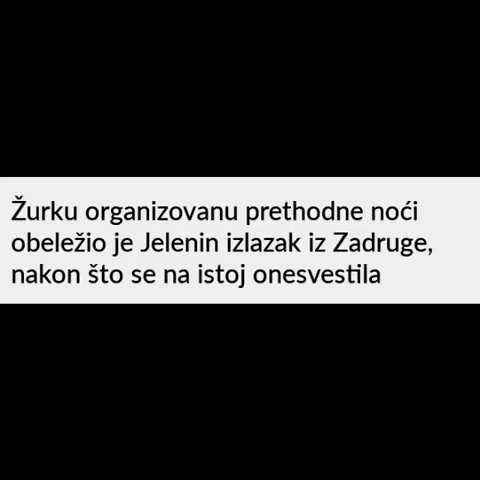 Žurku organizovanu prethodne noći
obeležio je Jelenin izlazak iz Zadruge,
nakon što se na istoj onesvestila